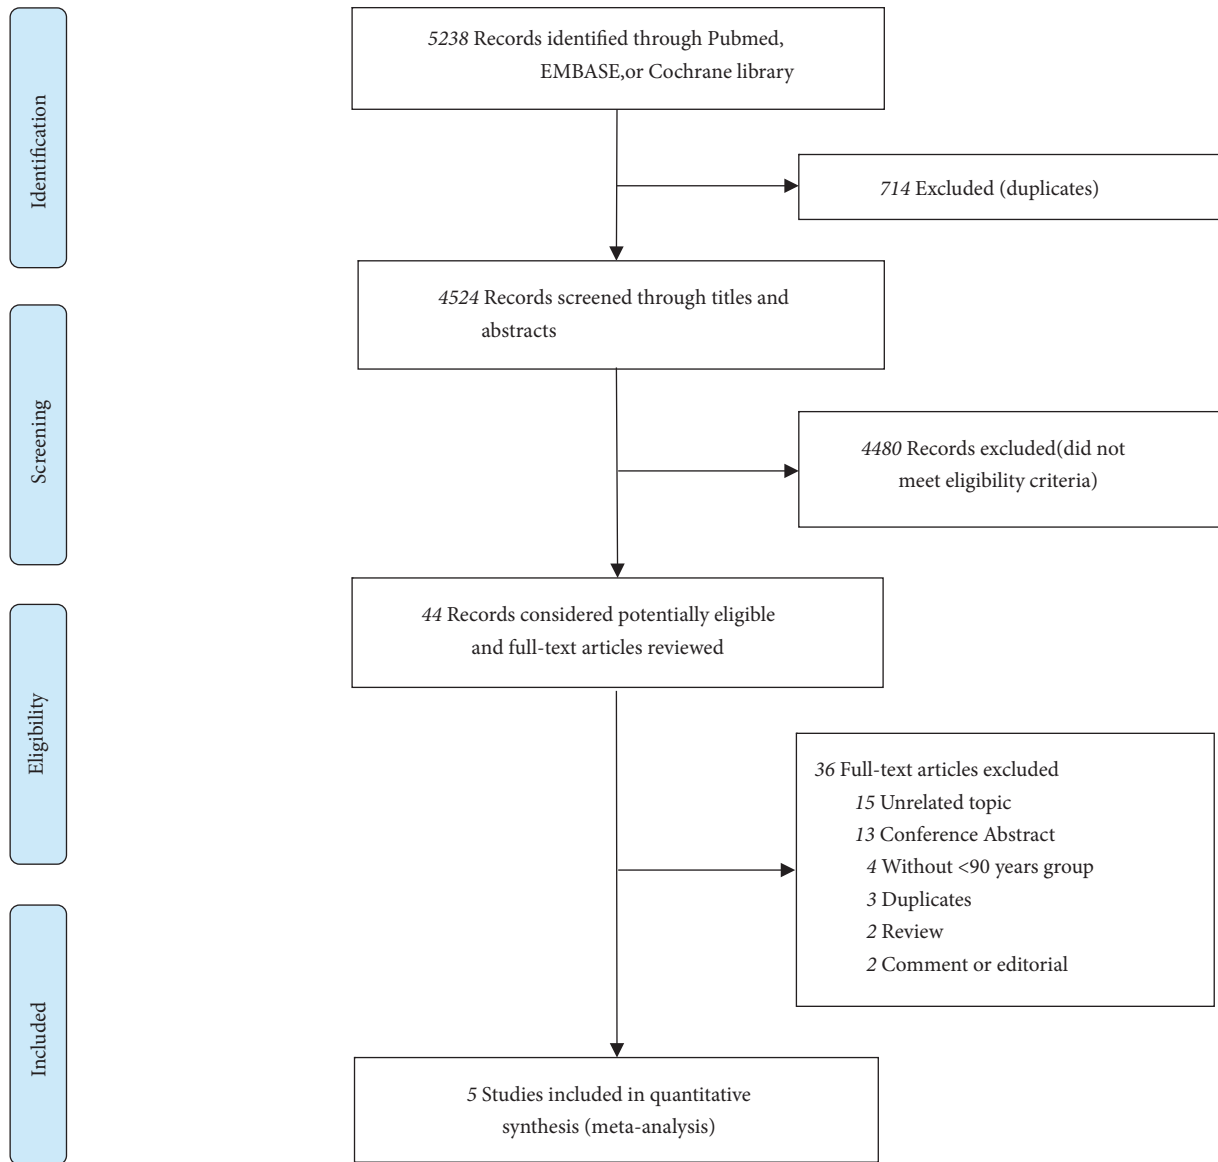 Identification
5238 Records identified through Pubmed,
EMBASE,or Cochrane library
714 Excluded (duplicates)
4524 Records screened through titles and
abstracts
Screening
4480 Records excluded(did not
meet eligibility criteria)
44 Records considered potentially eligible
and full-text articles reviewed
Eligibility
36 Full-text articles excluded
15 Unrelated topic
13 Conference Abstract
4 Without <90 years group
3 Duplicates
2 Review
2 Comment or editorial
Included
5 Studies included in quantitative
synthesis (meta-analysis)